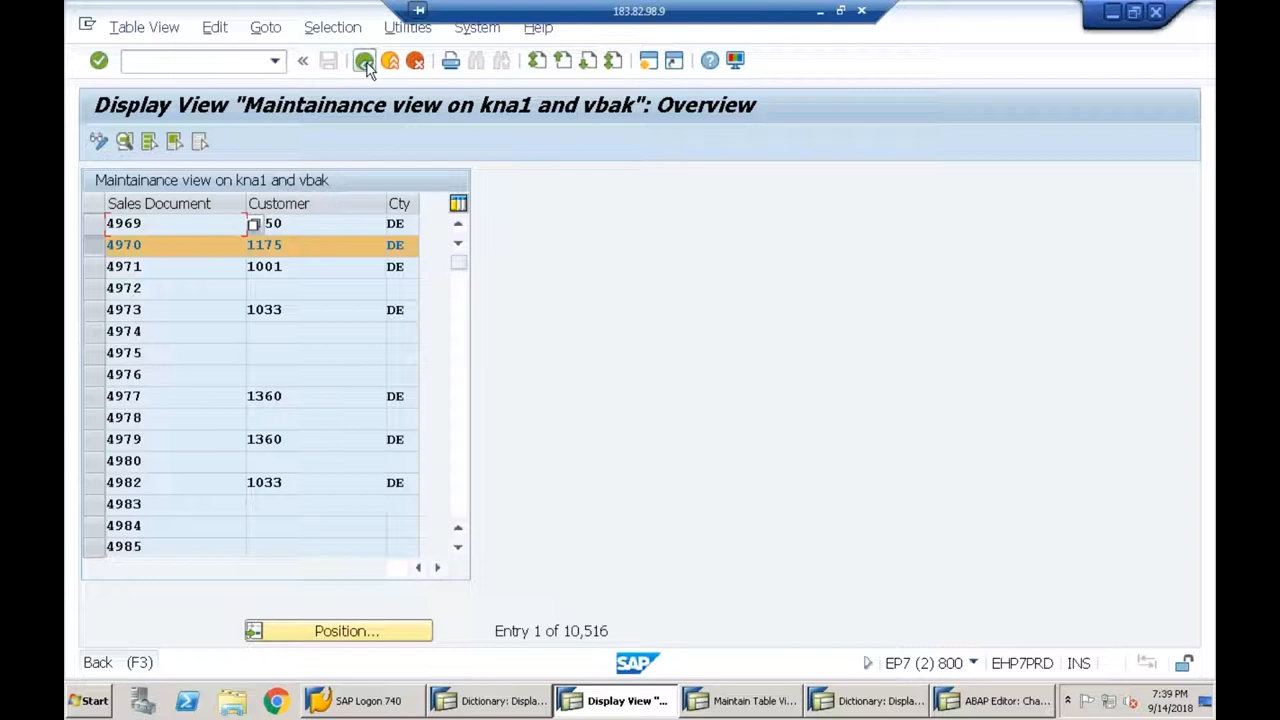 183.82.98.9
Table View Edit Goto Selection Utilities System Help
Display View "Maintainance view on kna1 and vbak": Overview
Maintainance view on kna1 and vbak
Sales Document Customer Cty
4969 50 DE
4970 1175 DE
4971 1001 DE
4972
4973 1033 DE
4974
4975
4976
4977 1360 DE
4978
4979 1360 DE
4980
4982 1033 DE
4983
4984
4985
Position... Entry 1 of 10,516
Back (F3) SAP EP7 (2) 800 EHP7PRD INS
Start SAP Logon 740 Dictionary: Displa... Display View "... Maintain Table Vi... Dictionary: Displa... ABAP Editor: Cha... 7:39 PM
9/14/2018